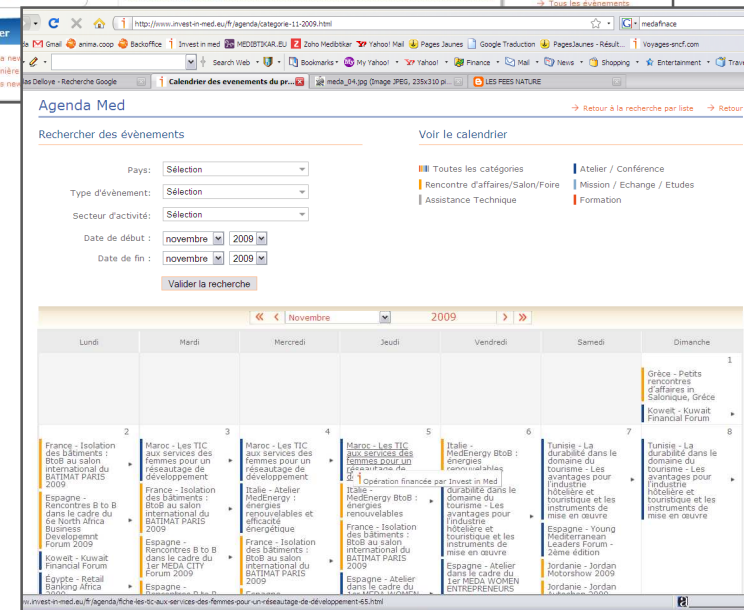 → Tous les évènements
http://www.invest-in-med.eu/fr/agenda/categorie-11-2009.html
medafinace
Gmail anima.coop Backoffice Invest in med MEDIBTIKAR.EU Zoho Medibtikar Yahoo! Mail Pages Jaunes Google Traduction PagesJaunes - Résult... Voyages-sncf.com
Search Web Bookmarks My Yahoo! Yahoo! Finance Mail News Shopping Entertainment
as Delloye - Recherche Google Calendrier des evenements du pr... meda_04.jpg (Image JPEG, 235x310 pi... LES FEES NATURE
Agenda Med
→ Retour à la recherche par liste → Retour
Rechercher des évènements
Voir le calendrier
Pays: Sélection
Type d'évènement: Sélection
Secteur d'activité: Sélection
Date de début : novembre 2009
Date de fin : novembre 2009
Valider la recherche
Toutes les catégories
Atelier / Conférence
Rencontre d'affaires/Salon/Foire
Mission / Echange / Etudes
Assistance Technique
Formation
« < Novembre 2009 > »
Lundi Mardi Mercredi Jeudi Vendredi Samedi Dimanche
1
Grèce - Petits
rencontres
d'affaires in
Salonique, Grèce
Koweit - Kuwait
Financial Forum
2
France - Isolation
des bâtiments :
BtoB au salon
international du
BATIMAT PARIS
2009
Espagne -
Rencontres B to B
dans le cadre du
6e North Africa
Business
Developemnt
Forum 2009
Koweit - Kuwait
Financial Forum
Égypte - Retail
Banking Africa
2009
3
Maroc - Les TIC
aux services des
femmes pour un
réseautage de
développement
France - Isolation
des bâtiments :
BtoB au salon
international du
BATIMAT PARIS
2009
Espagne -
Rencontres B to B
dans le cadre du
1er MEDA CITY
Forum 2009
Espagne -
Rencontres B to B
4
Maroc - Les TIC
aux services des
femmes pour un
réseautage de
développement
Italie - Atelier
MedEnergy :
énergies
renouvelables et
efficacité
énergétique
France - Isolation
des bâtiments :
BtoB au salon
international du
BATIMAT PARIS
2009
Espagne -
5
Maroc - Les TIC
aux services des
femmes pour un
réseautage de
Opération financée par Invest in Med
Italie -
MedEnergy BtoB :
énergies
renouvelables
France - Isolation
des bâtiments :
BtoB au salon
international du
BATIMAT PARIS
2009
Espagne - Atelier
dans le cadre du
1er MEDA WOMEN
6
Italie -
MedEnergy BtoB :
énergies
renouvelables
durabilité dans le
domaine du
tourisme - Les
avantages pour
l'industrie
hôtelière et
touristique et les
instruments de
mise en œuvre
Espagne - Atelier
dans le cadre du
1er MEDA WOMEN
ENTREPRENEURS
7
Tunisie - La
durabilité dans le
domaine du
tourisme - Les
avantages pour
l'industrie
hôtelière et
touristique et les
instruments de
mise en œuvre
Espagne - Young
Mediterranean
Leaders Forum -
2ème édition
Jordanie - Jordan
Motorshow 2009
Jordanie - Jordan
Autoshop 2009
8
Tunisie - La
durabilité dans le
domaine du
tourisme - Les
avantages pour
l'industrie
hôtelière et
touristique et les
instruments de
mise en œuvre
w.invest-in-med.eu/fr/agenda/fiche-les-tic-aux-services-des-femmes-pour-un-réseautage-de-développement-65.html